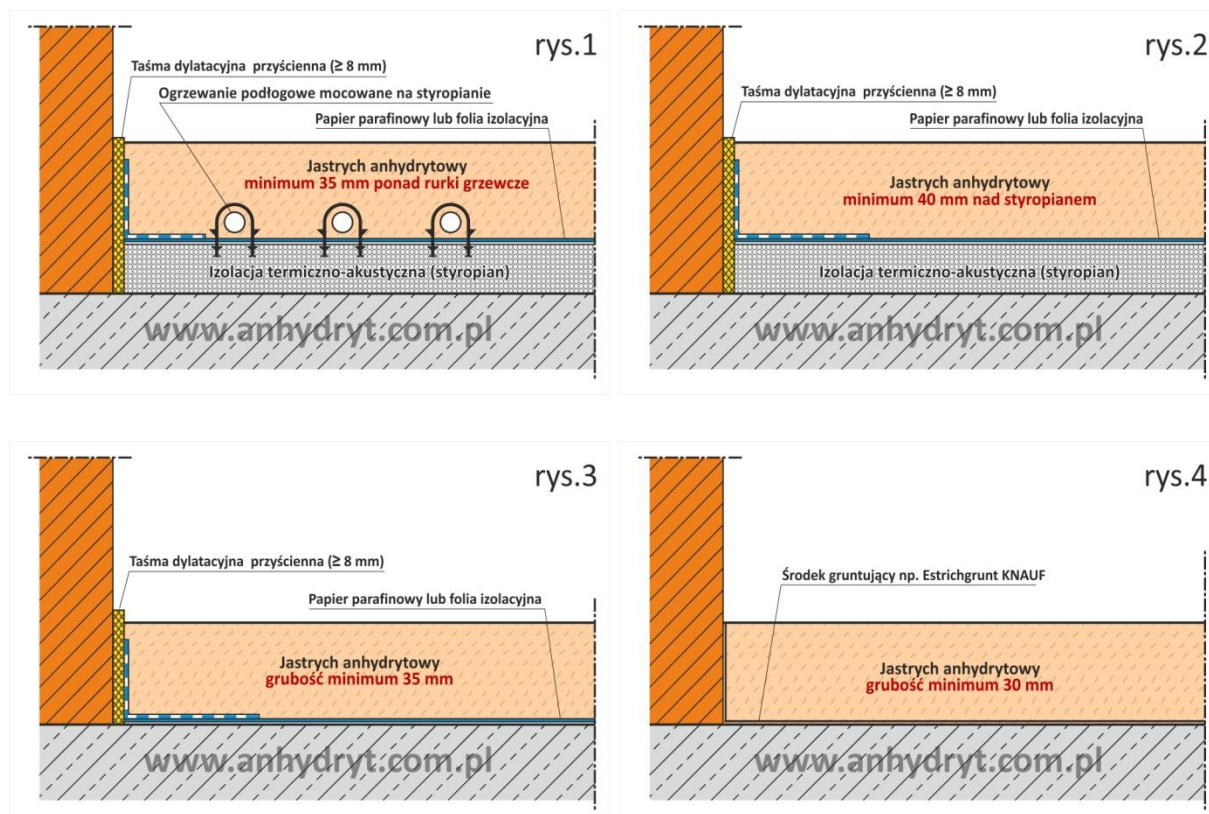 rys.1
Taśma dylatacyjna przyścienna (≥ 8 mm)
Ogrzewanie podłogowe mocowane na styropianie
Papier parafinowy lub folia izolacyjna
Jastrych anhydrytowy
minimum 35 mm ponad rurki grzewcze
Izolacja termiczno-akustyczna (styropian)
www.anhydryt.com.pl
rys.2
Taśma dylatacyjna przyścienna (≥ 8 mm)
Papier parafinowy lub folia izolacyjna
Jastrych anhydrytowy
minimum 40 mm nad styropianem
Izolacja termiczno-akustyczna (styropian)
www.anhydryt.com.pl
rys.3
Taśma dylatacyjna przyścienna (≥ 8 mm)
Papier parafinowy lub folia izolacyjna
Jastrych anhydrytowy
grubość minimum 35 mm
www.anhydryt.com.pl
rys.4
Środek gruntujący np. Estrichgrunt KNAUF
Jastrych anhydrytowy
grubość minimum 30 mm
www.anhydryt.com.pl